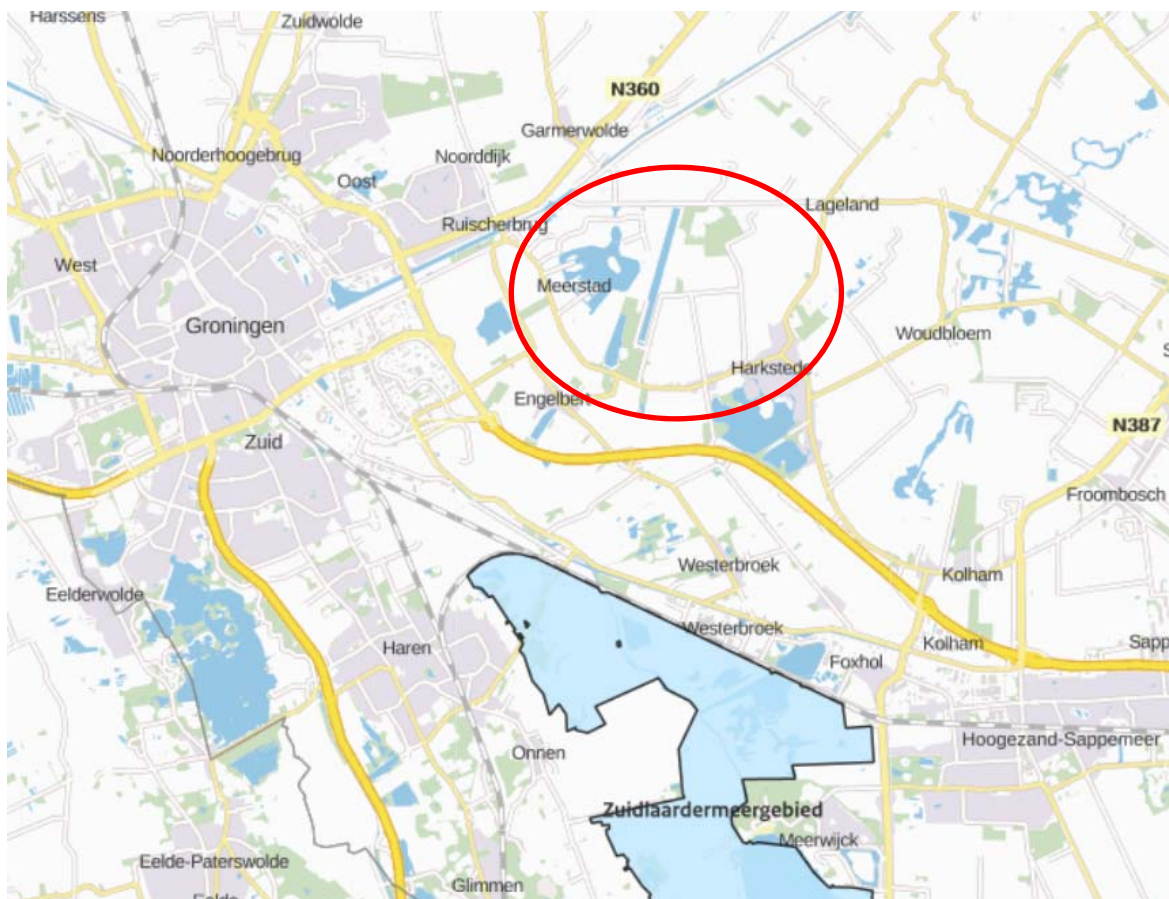 Harssens
Zuidwolde
N360
Garmerwolde
Noorderhoogebrug
Noorddijk
Oost
Lageland
Ruischerbrug
West
Meerstad
Groningen
Woudbloem
Harkstede
Engelbert
N387
Zuid
Froombosch
Westerbroek
Kolham
Eelderwolde
Westerbroek
Haren
Kolham
Sapp
Foxhol
Onnen
Hoogezand-Sappemeer
Zuidlaardermeergebied
Meerwijck
Eelde-Paterswolde
Glimmen